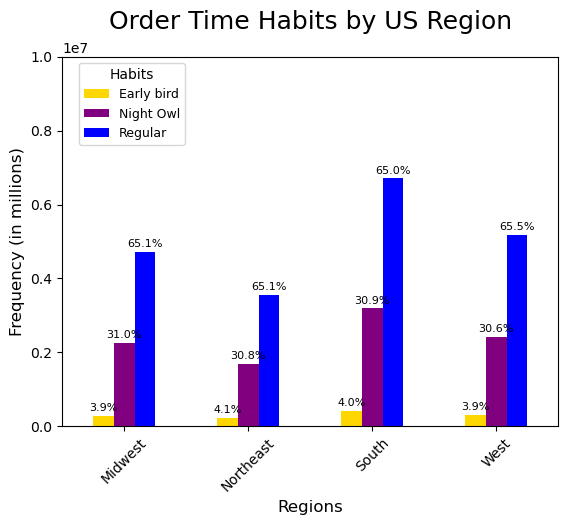 Order Time Habits by US Region
1e7
Frequency (in millions)
1.0
0.8
0.6
0.4
0.2
0.0
Habits
Early bird
Night Owl
Regular
3.9%
31.0%
65.1%
4.1%
30.8%
65.1%
4.0%
30.9%
65.0%
3.9%
30.6%
65.5%
Midwest
Northeast
South
West
Regions